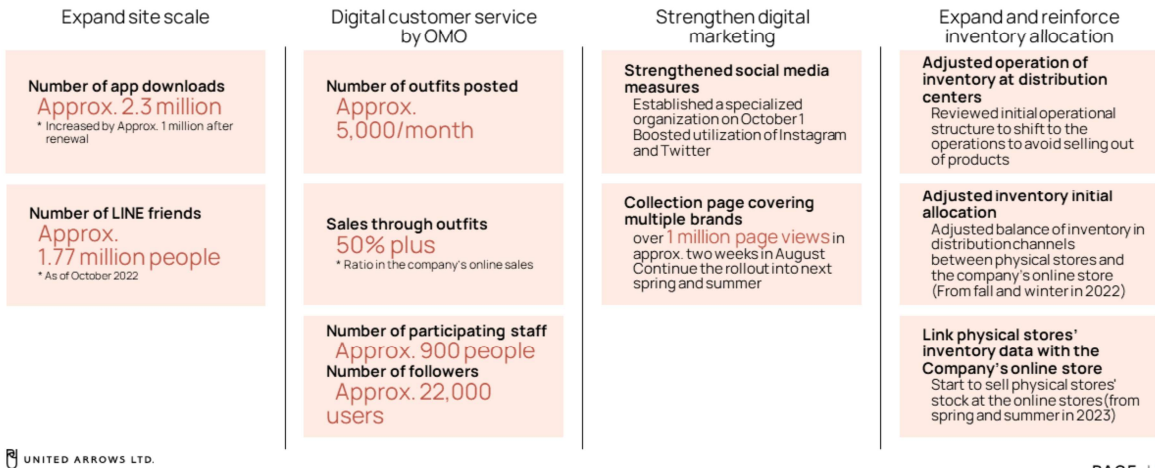 Expand site scale
Number of app downloads
Approx. 2.3 million
* Increased by Approx. 1 million after
renewal
Number of LINE friends
Approx.
1.77 million people
* As of October 2022
Digital customer service
by OMO
Number of outfits posted
Approx.
5,000/month
Sales through outfits
50% plus
* Ratio in the company's online sales
Number of participating staff
Approx. 900 people
Number of followers
Approx. 22,000
users
Strengthen digital
marketing
Strengthened social media
measures
Established a specialized
organization on October 1
Boosted utilization of Instagram
and Twitter
Collection page covering
multiple brands
over 1 million page views in
approx. two weeks in August
Continue the rollout into next
spring and summer
Expand and reinforce
inventory allocation
Adjusted operation of
inventory at distribution
centers
Reviewed initial operational
structure to shift to the
operations to avoid selling out
of products
Adjusted inventory initial
allocation
Adjusted balance of inventory in
distribution channels
between physical stores and
the company's online store
(From fall and winter in 2022)
Link physical stores'
inventory data with the
Company's online store
Start to sell physical stores'
stock at the online stores (from
spring and summer in 2023)
UNITED ARROWS LTD.